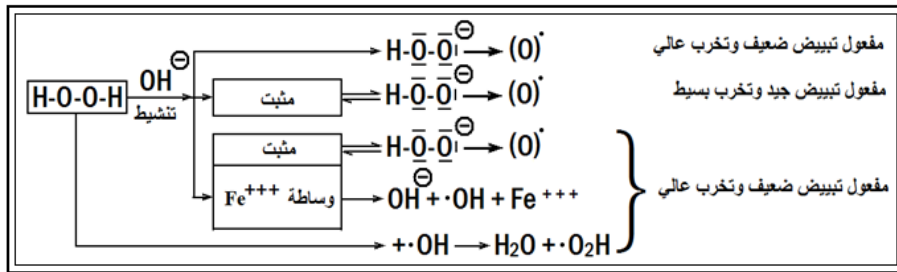 H-Ō-Ō|⊖ → (O)• مفعول تبييض ضعيف وتخرب عالي
H-O-O-H OH⊖ تنشيط
مثبت ⇌ H-Ō-Ō|⊖ → (O)• مفعول تبييض جيد وتخرب بسيط
مثبت ⇌ H-Ō-Ō|⊖ → (O)•
وساطة Fe+++ → OH⊖ + ·OH + Fe +++ مفعول تبييض ضعيف وتخرب عالي
+·OH → H₂O + ·O₂H